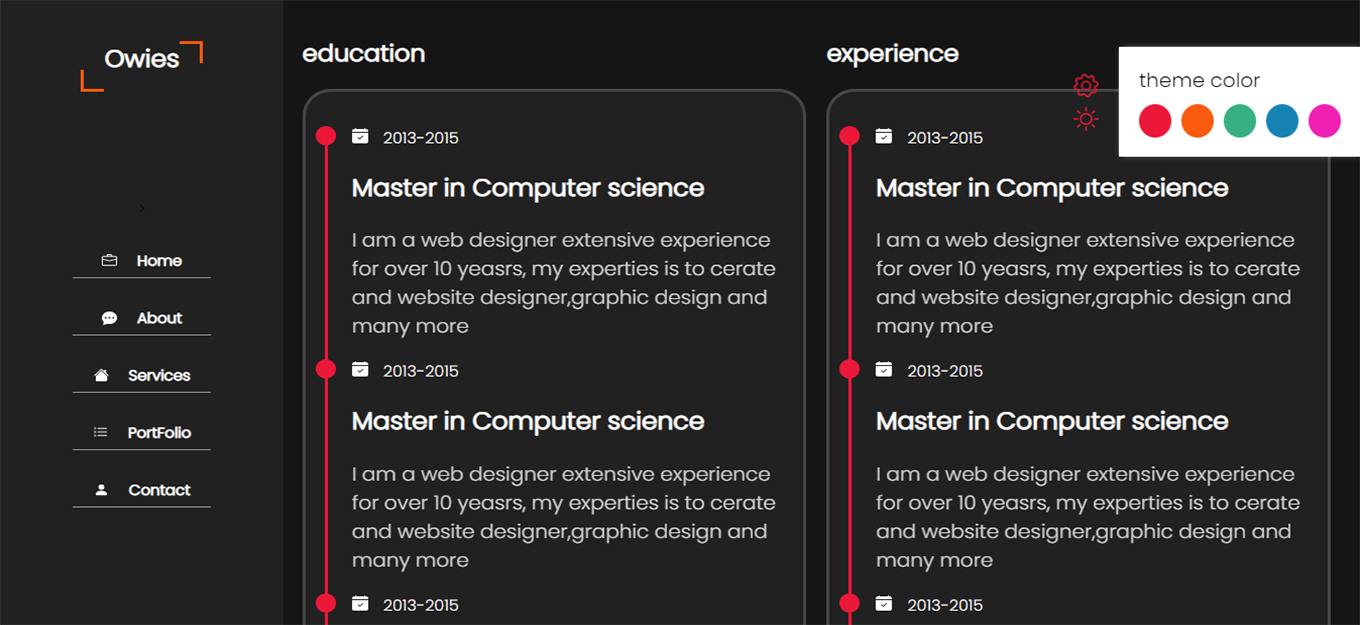 Owies
Home
About
Services
PortFolio
Contact
education
2013-2015
Master in Computer science
I am a web designer extensive experience
for over 10 yeasrs, my experties is to cerate
and website designer,graphic design and
many more
2013-2015
Master in Computer science
I am a web designer extensive experience
for over 10 yeasrs, my experties is to cerate
and website designer,graphic design and
many more
2013-2015
experience
2013-2015
Master in Computer science
I am a web designer extensive experience
for over 10 yeasrs, my experties is to cerate
and website designer,graphic design and
many more
2013-2015
Master in Computer science
I am a web designer extensive experience
for over 10 yeasrs, my experties is to cerate
and website designer,graphic design and
many more
2013-2015
theme color